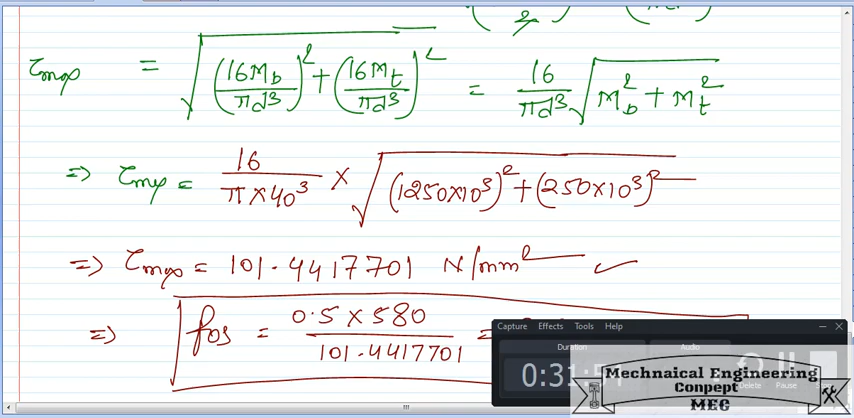 τmax = √((16Mb/πd³)² + (16Mt/πd³)²) = 16/πd³ √(Mb² + Mt²)
⇒ τmax = 16/(π×40³) × √((1250×10³)² + (250×10³)²)
⇒ τmax = 101.4417701 N/mm² ✓
⇒ fos = (0.5×580)/101.4417701 =
Capture Effects Tools Help
Duration Audio
0:31:5
Delete Pause
Mechnaical Engineering
Conpept
MEC